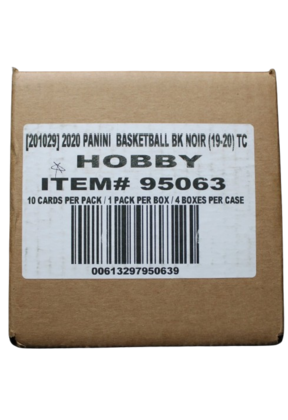 [201029] 2020 PANINI BASKETBALL BK NOIR (19-20) TC
HOBBY
ITEM# 95063
10 CARDS PER PACK / 1 PACK PER BOX / 4 BOXES PER CASE
00613297950639